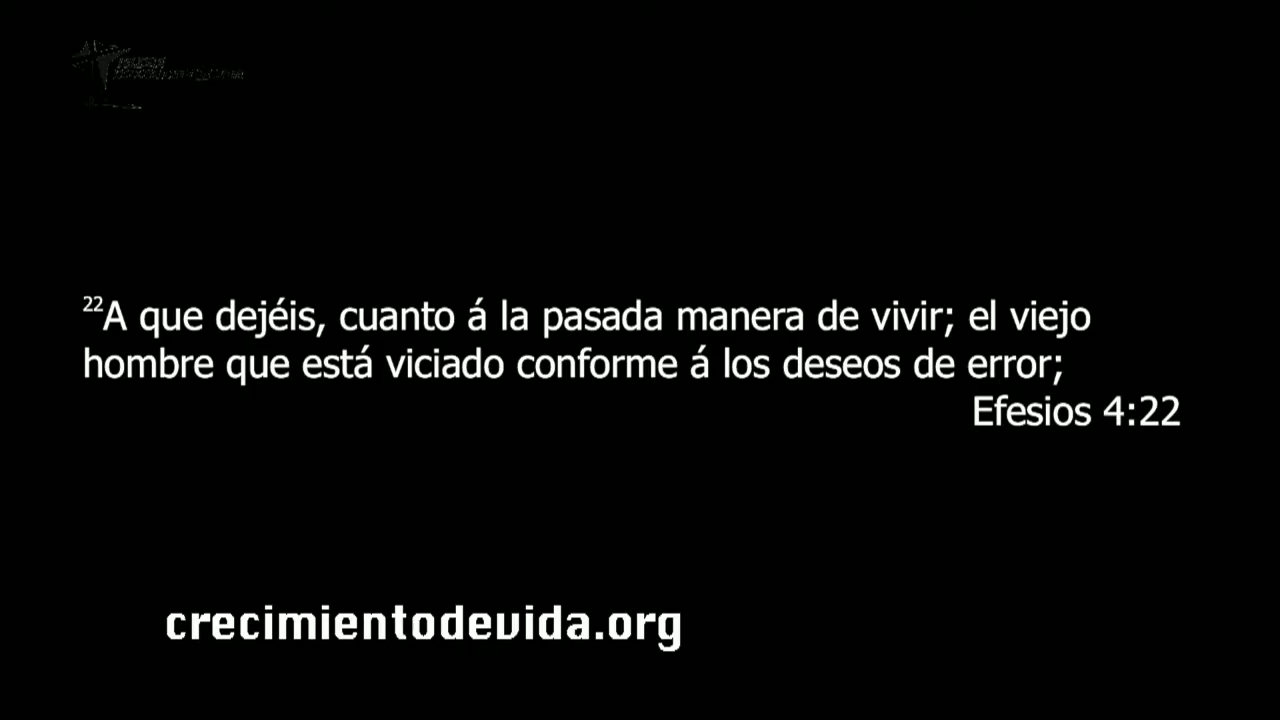 22A que dejéis, cuanto á la pasada manera de vivir; el viejo
hombre que está viciado conforme á los deseos de error;
Efesios 4:22
crecimientodevida.org